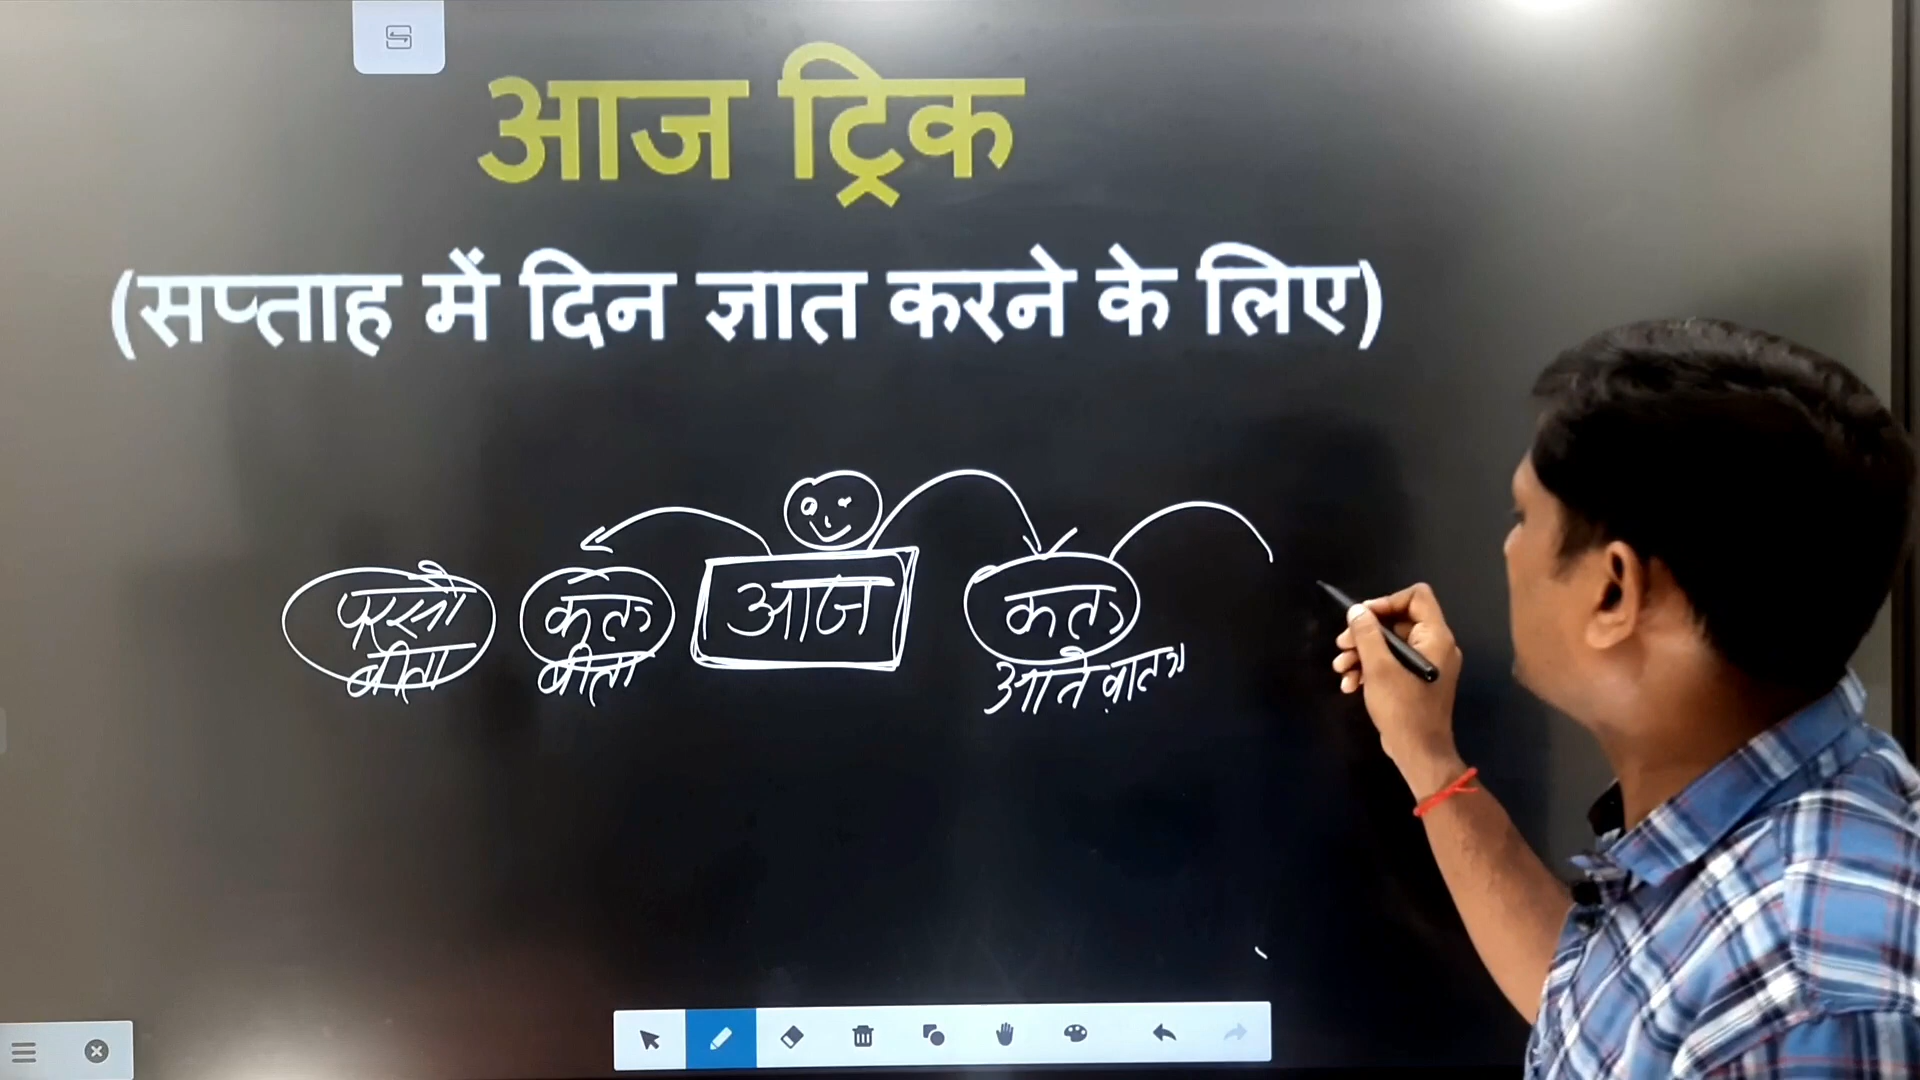 आज ट्रिक
(सप्ताह में दिन ज्ञात करने के लिए)
परसो कल आज कल
बीता बीता आने वाला